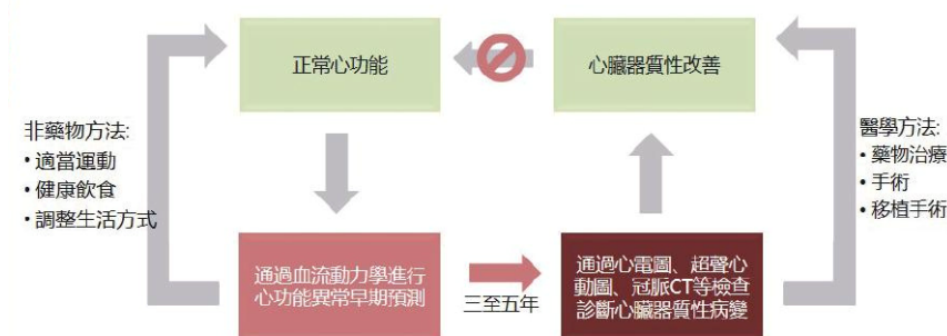 正常心功能
心臟器質性改善
非藥物方法:
• 適當運動
• 健康飲食
• 調整生活方式
醫學方法:
• 藥物治療
• 手術
• 移植手術
通過血流動力學進行
心功能異常早期預測
三至五年
通過心電圖、超聲心
動圖、冠脈CT等檢查
診斷心臟器質性病變